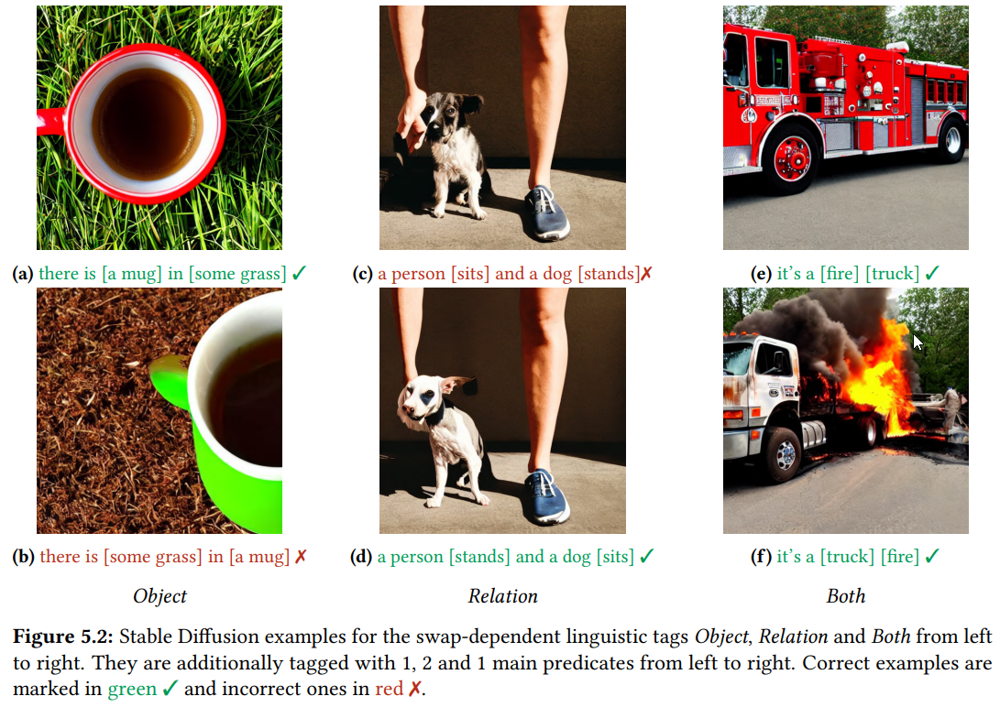 (a) there is [a mug] in [some grass] ✓
(c) a person [sits] and a dog [stands]✗
(e) it's a [fire] [truck] ✓
(b) there is [some grass] in [a mug] ✗
(d) a person [stands] and a dog [sits] ✓
(f) it's a [truck] [fire] ✓
Object
Relation
Both
Figure 5.2: Stable Diffusion examples for the swap-dependent linguistic tags Object, Relation and Both from left
to right. They are additionally tagged with 1, 2 and 1 main predicates from left to right. Correct examples are
marked in green ✓ and incorrect ones in red ✗.